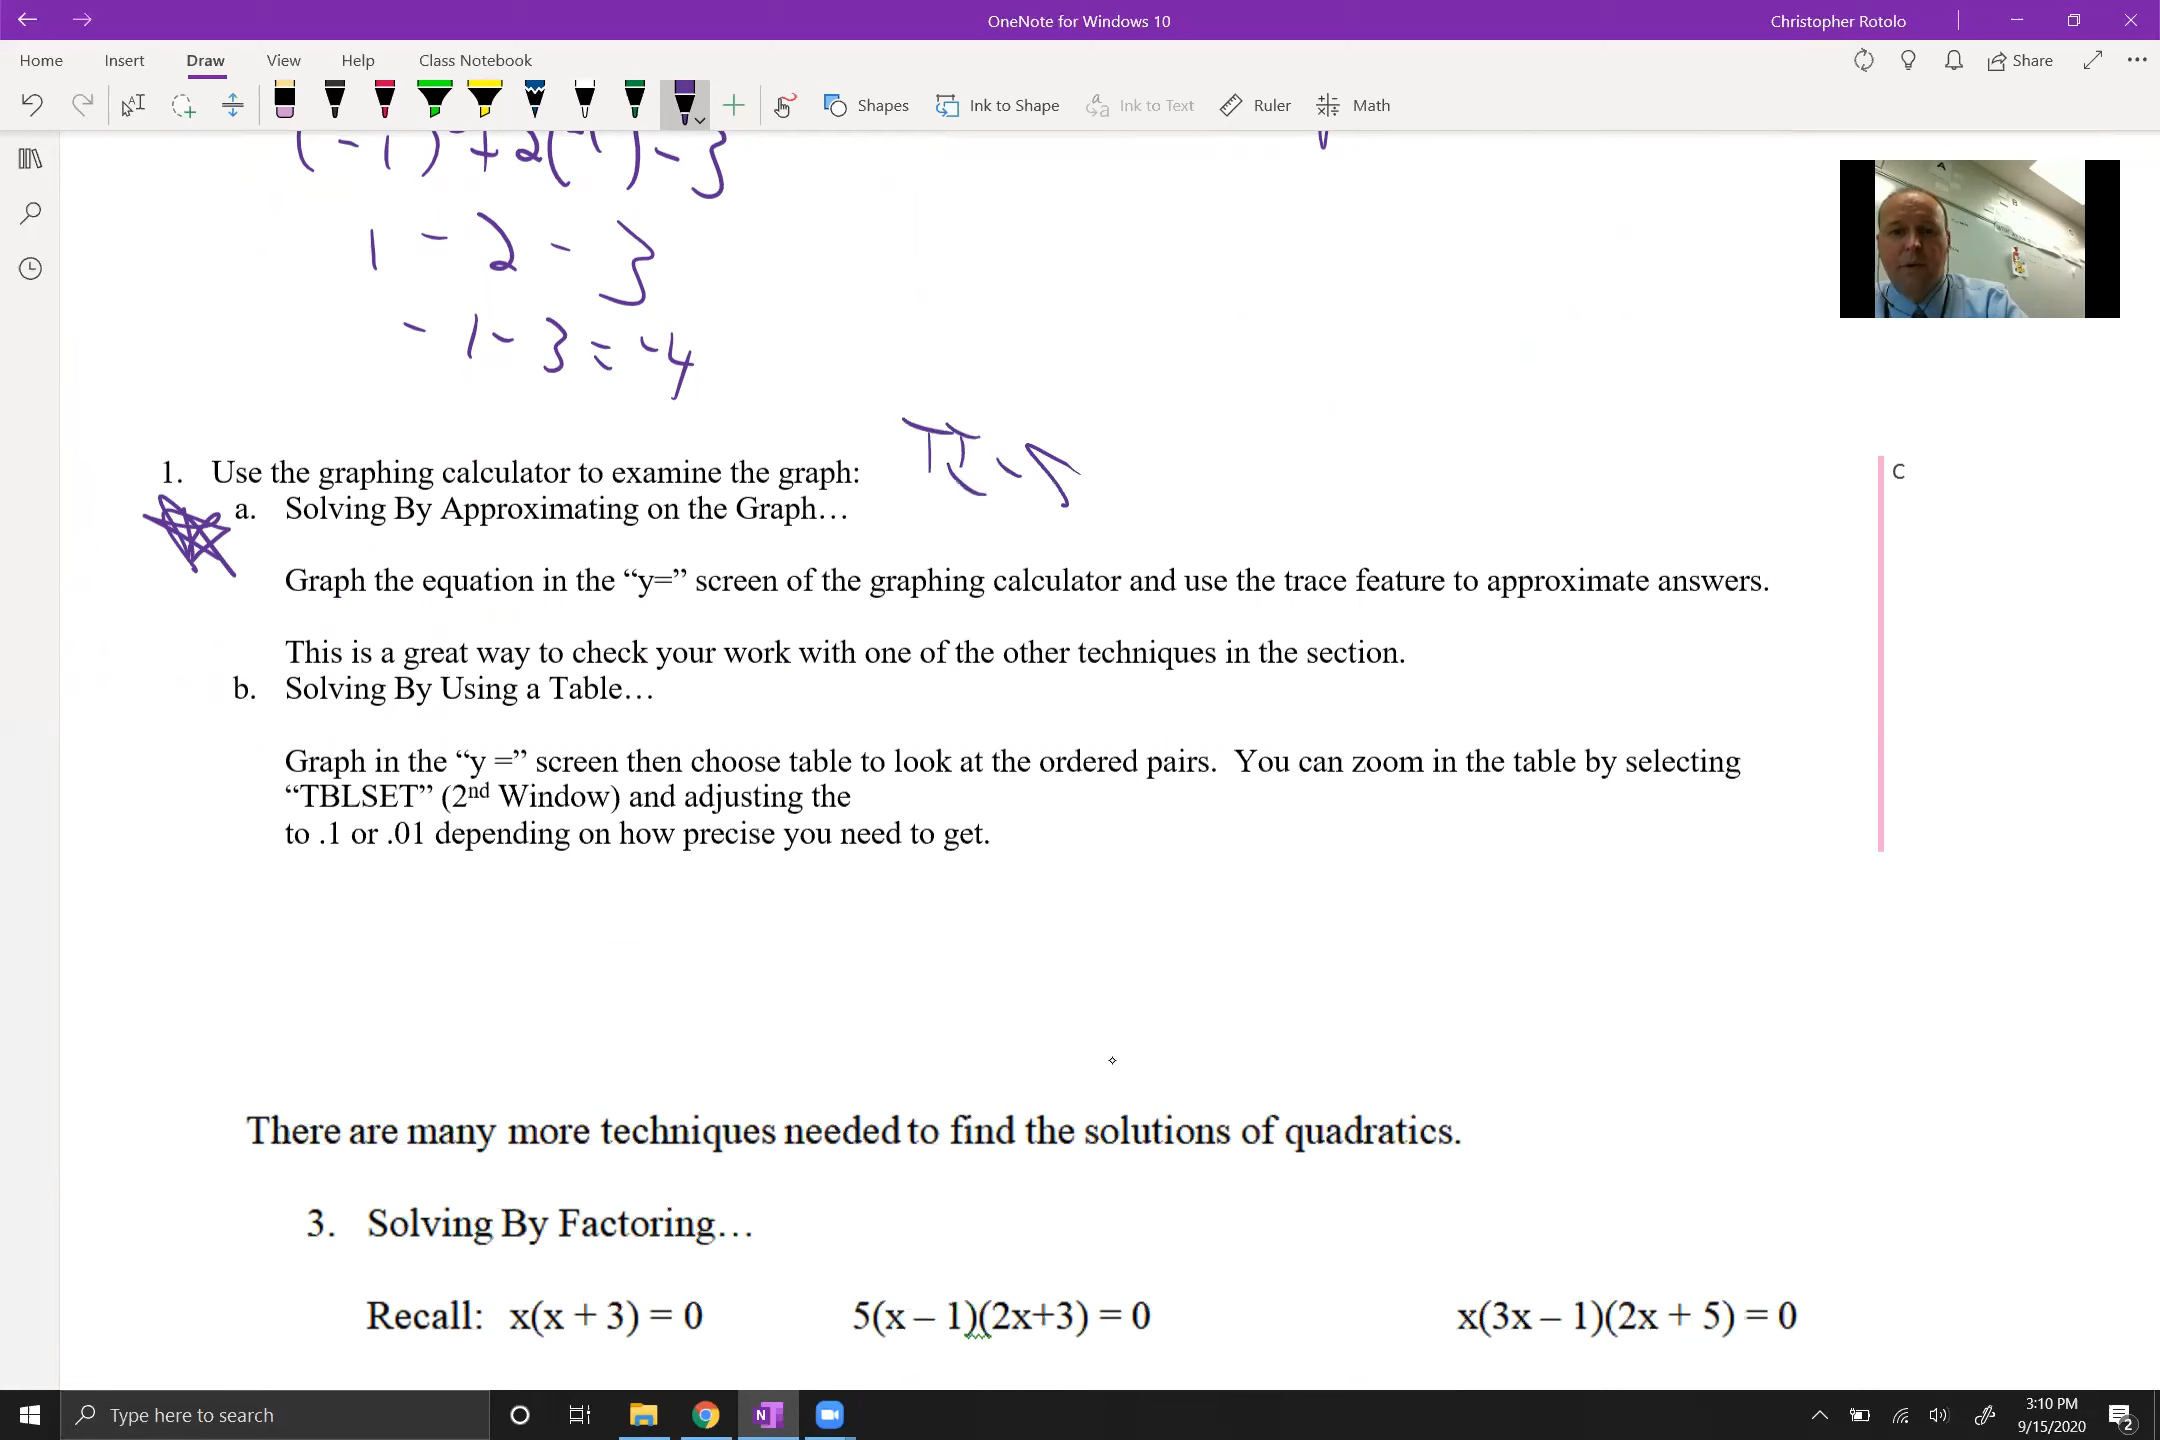 OneNote for Windows 10
Christopher Rotolo
Home Insert Draw View Help Class Notebook
Share
Shapes Ink to Shape Ink to Text Ruler Math
(-1) + 2(-1) - 3
1 - 2 - 3
- 1 - 3 = -4
1. Use the graphing calculator to examine the graph:
C
a. Solving By Approximating on the Graph…
Graph the equation in the “y=” screen of the graphing calculator and use the trace feature to approximate answers.
This is a great way to check your work with one of the other techniques in the section.
b. Solving By Using a Table…
Graph in the “y =” screen then choose table to look at the ordered pairs. You can zoom in the table by selecting
“TBLSET” (2nd Window) and adjusting the
to .1 or .01 depending on how precise you need to get.
There are many more techniques needed to find the solutions of quadratics.
3. Solving By Factoring…
Recall: x(x + 3) = 0 5(x – 1)(2x+3) = 0 x(3x – 1)(2x + 5) = 0
Type here to search
3:10 PM
9/15/2020
2